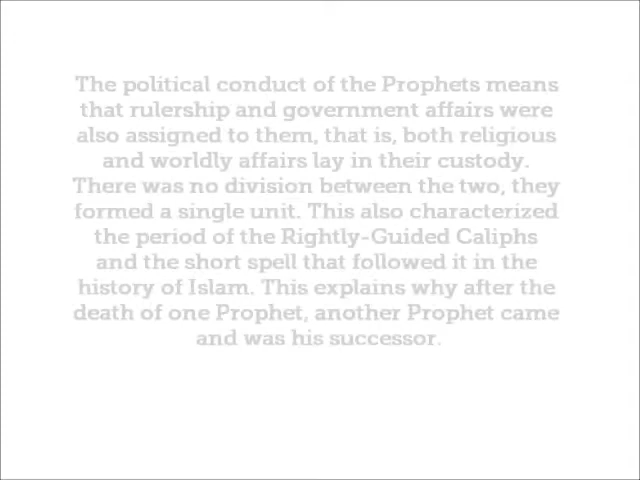 The political conduct of the Prophets means
that rulership and government affairs were
also assigned to them, that is, both religious
and worldly affairs lay in their custody.
There was no division between the two, they
formed a single unit. This also characterized
the period of the Rightly-Guided Caliphs
and the short spell that followed it in the
history of Islam. This explains why after the
death of one Prophet, another Prophet came
and was his successor.